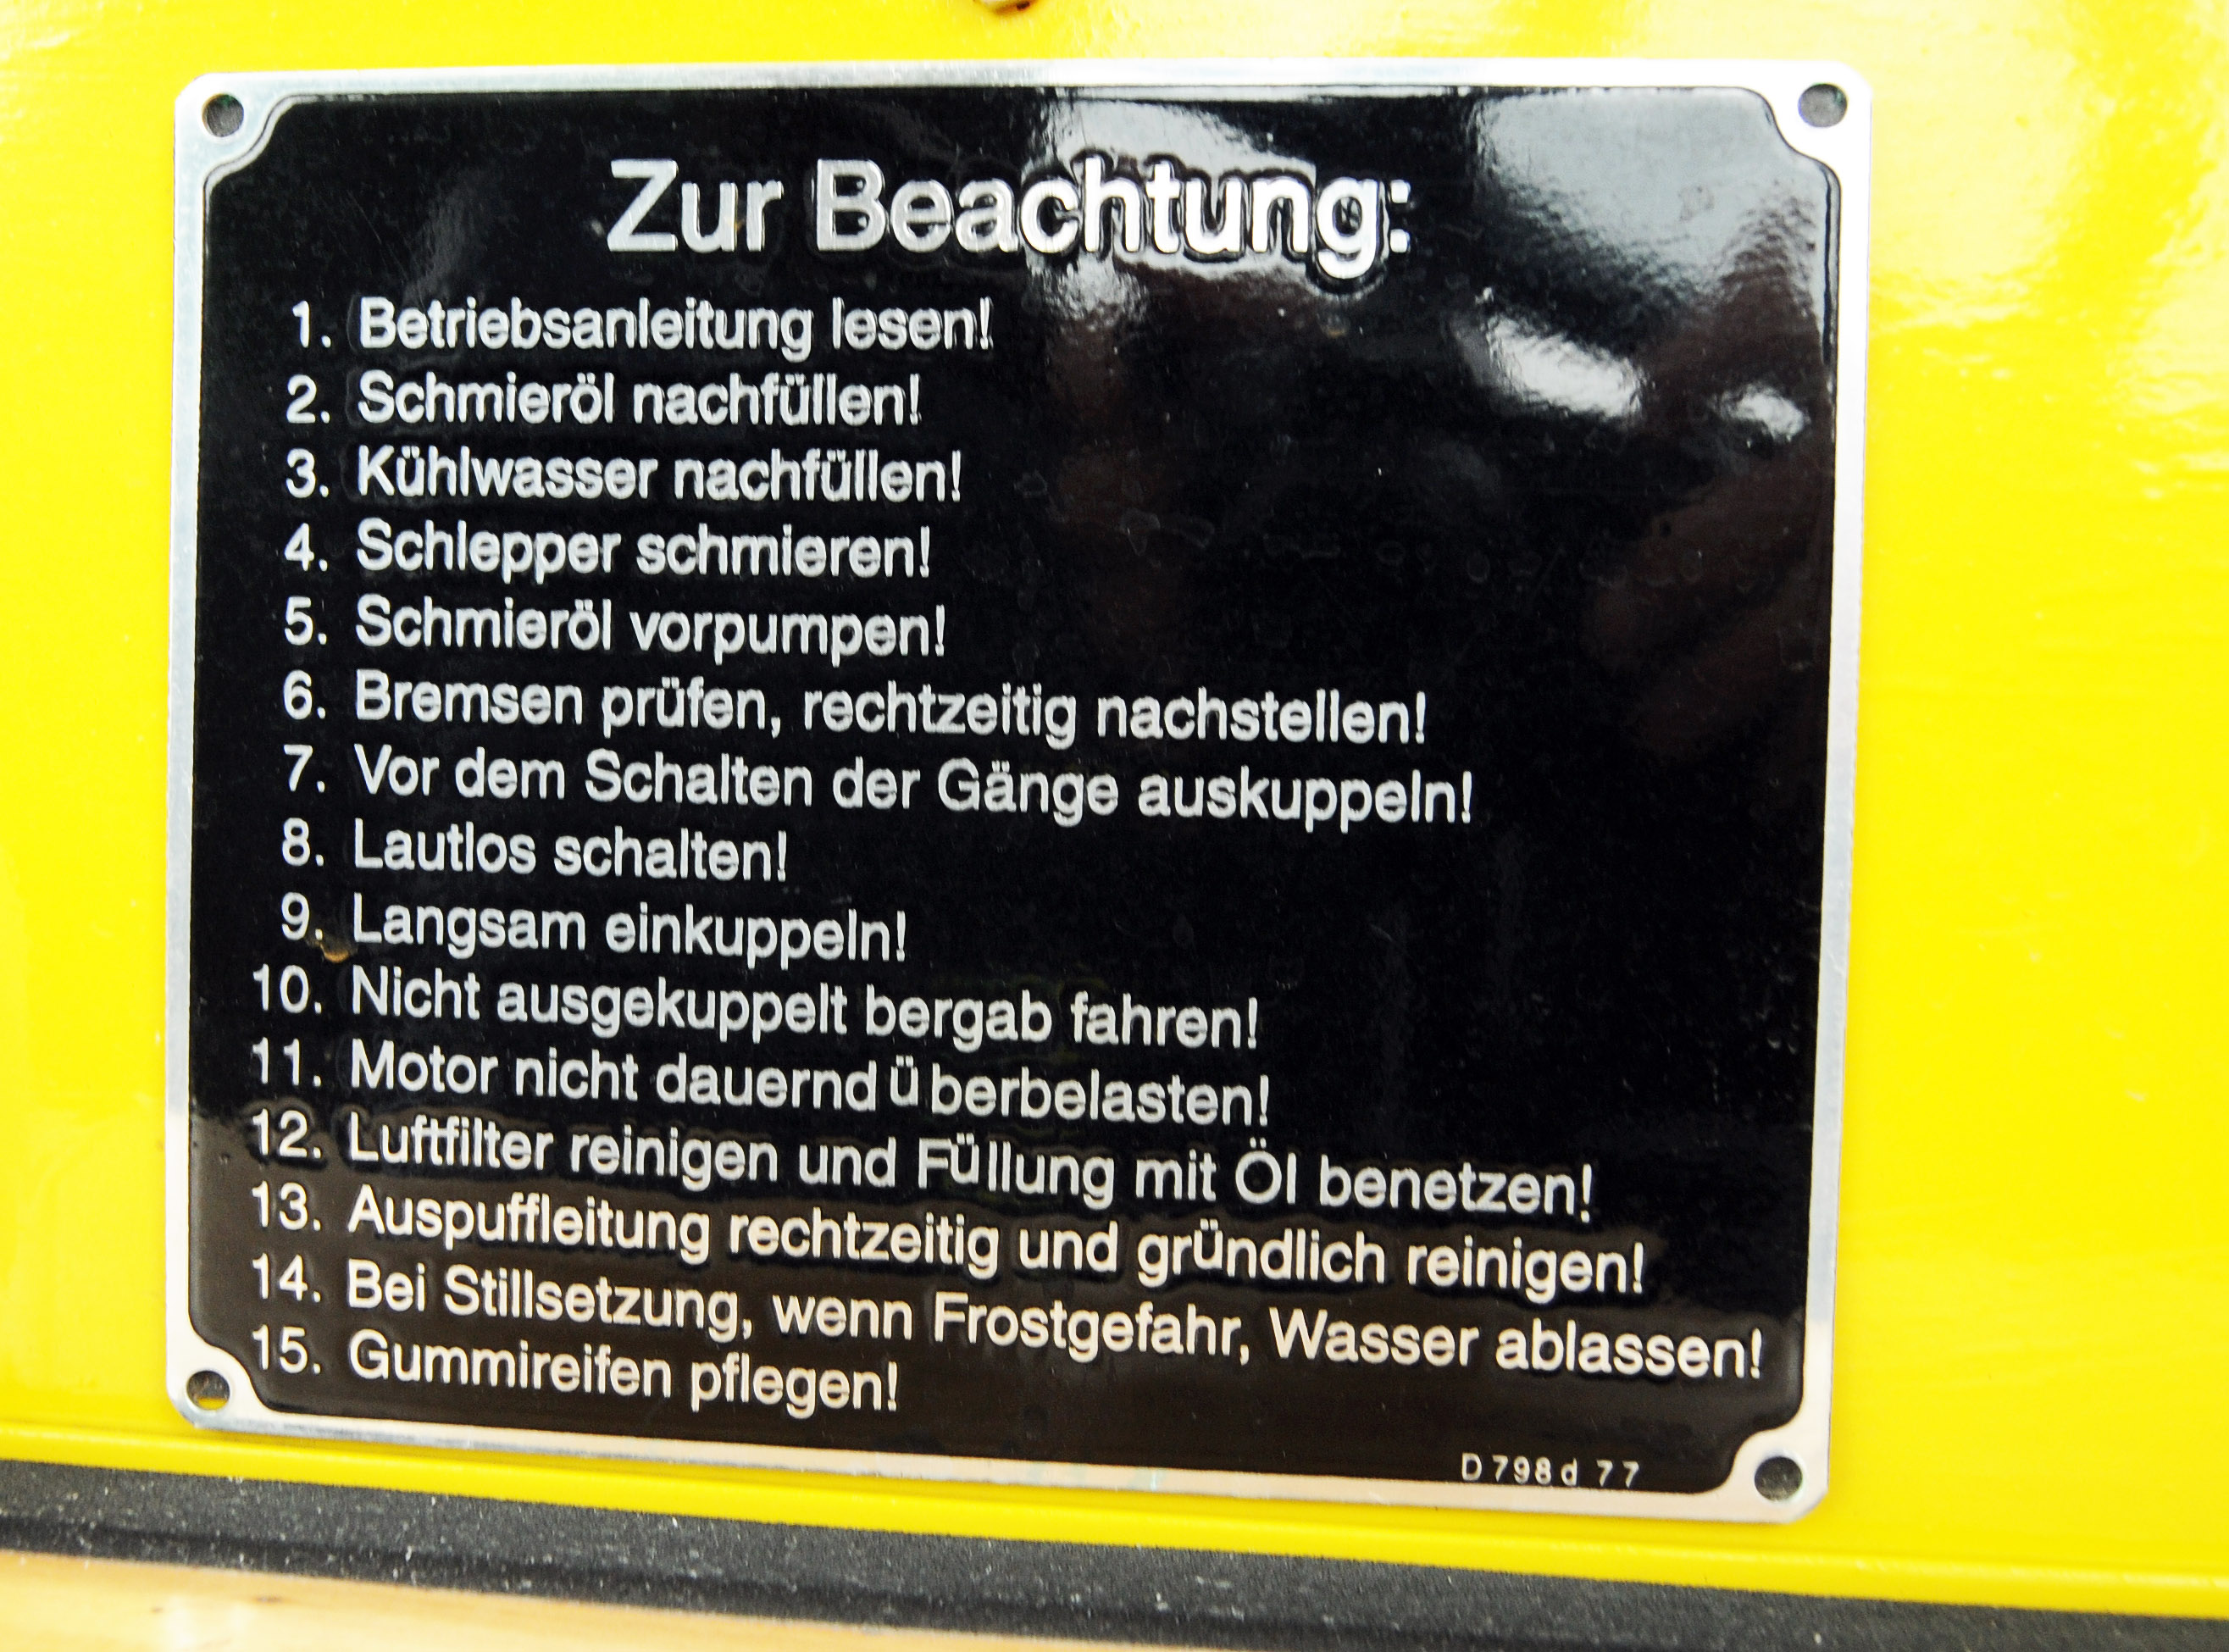 Zur Beachtung:
1. Betriebsanleitung lesen!
2. Schmieröl nachfüllen!
3. Kühlwasser nachfüllen!
4. Schlepper schmieren!
5. Schmieröl vorpumpen!
6. Bremsen prüfen, rechtzeitig nachstellen!
7. Vor dem Schalten der Gänge auskuppeln!
8. Lautlos schalten!
9. Langsam einkuppeln!
10. Nicht ausgekuppelt bergab fahren!
11. Motor nicht dauernd überbelasten!
12. Luftfilter reinigen und Füllung mit Öl benetzen!
13. Auspuffleitung rechtzeitig und gründlich reinigen!
14. Bei Stillsetzung, wenn Frostgefahr, Wasser ablassen!
15. Gummireifen pflegen!
D 798 d 77